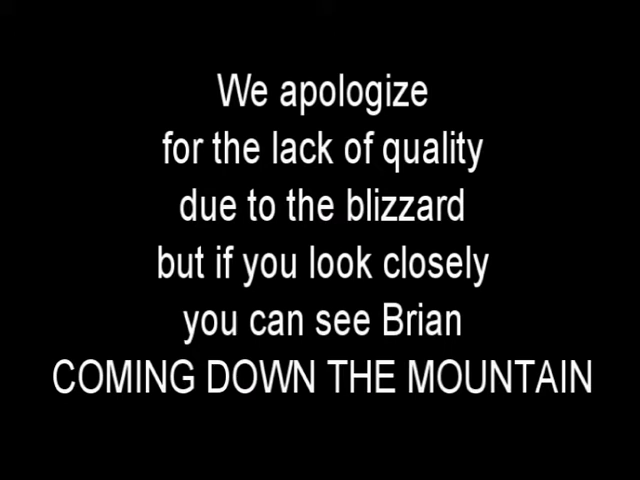 We apologize
for the lack of quality
due to the blizzard
but if you look closely
you can see Brian
COMING DOWN THE MOUNTAIN